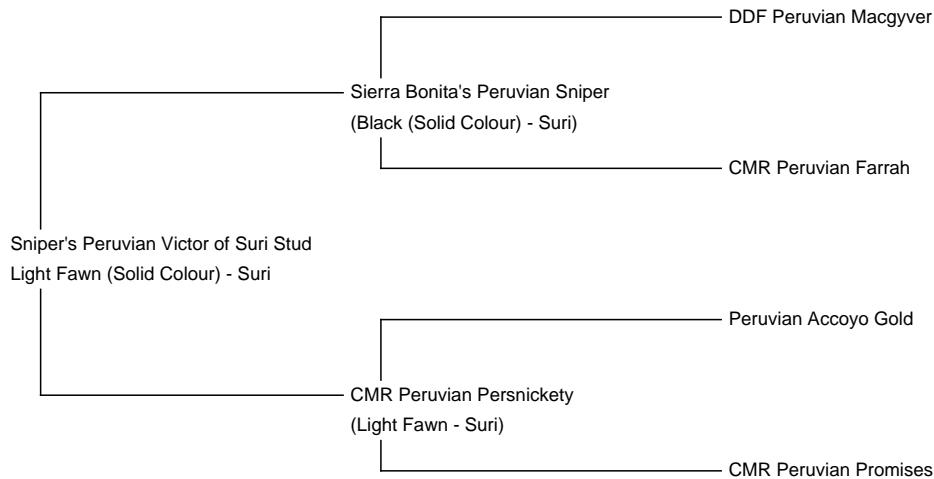 DDF Peruvian Macgyver
Sierra Bonita's Peruvian Sniper
(Black (Solid Colour) - Suri)
CMR Peruvian Farrah
Sniper's Peruvian Victor of Suri Stud
Light Fawn (Solid Colour) - Suri
Peruvian Accoyo Gold
CMR Peruvian Persnickety
(Light Fawn - Suri)
CMR Peruvian Promises